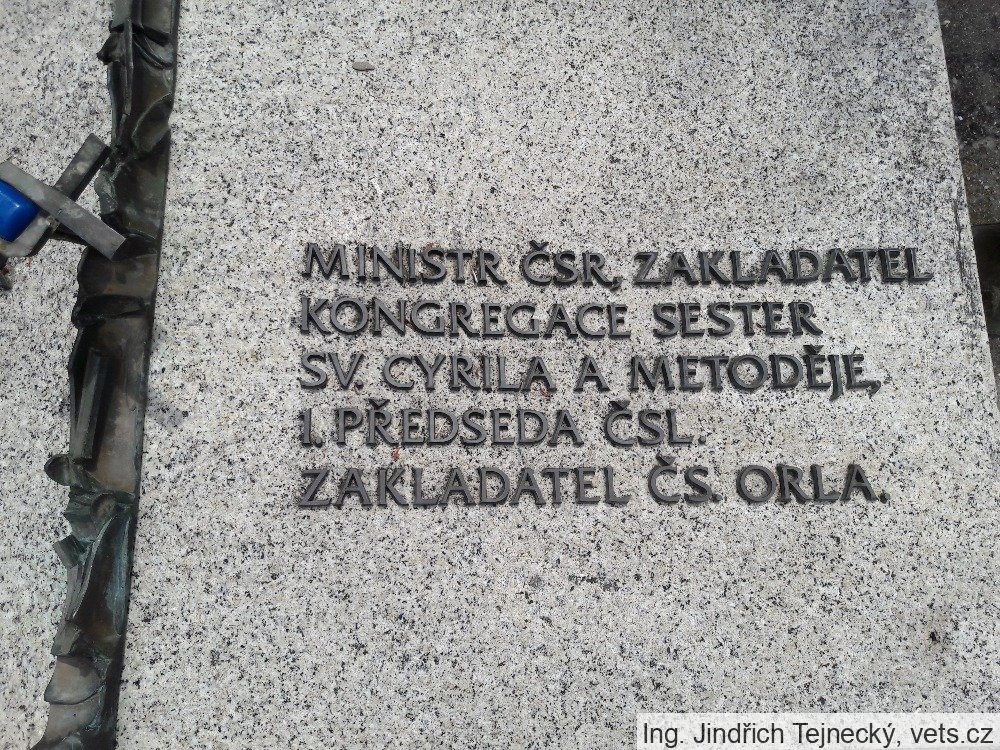 MINISTR ČSR, ZAKLADATEL
KONGREGACE SESTER
SV. CYRILA A METODĚJE,
1. PŘEDSEDA ČSL.
ZAKLADATEL ČS. ORLA.
Ing. Jindřich Tejnecký, vets.cz